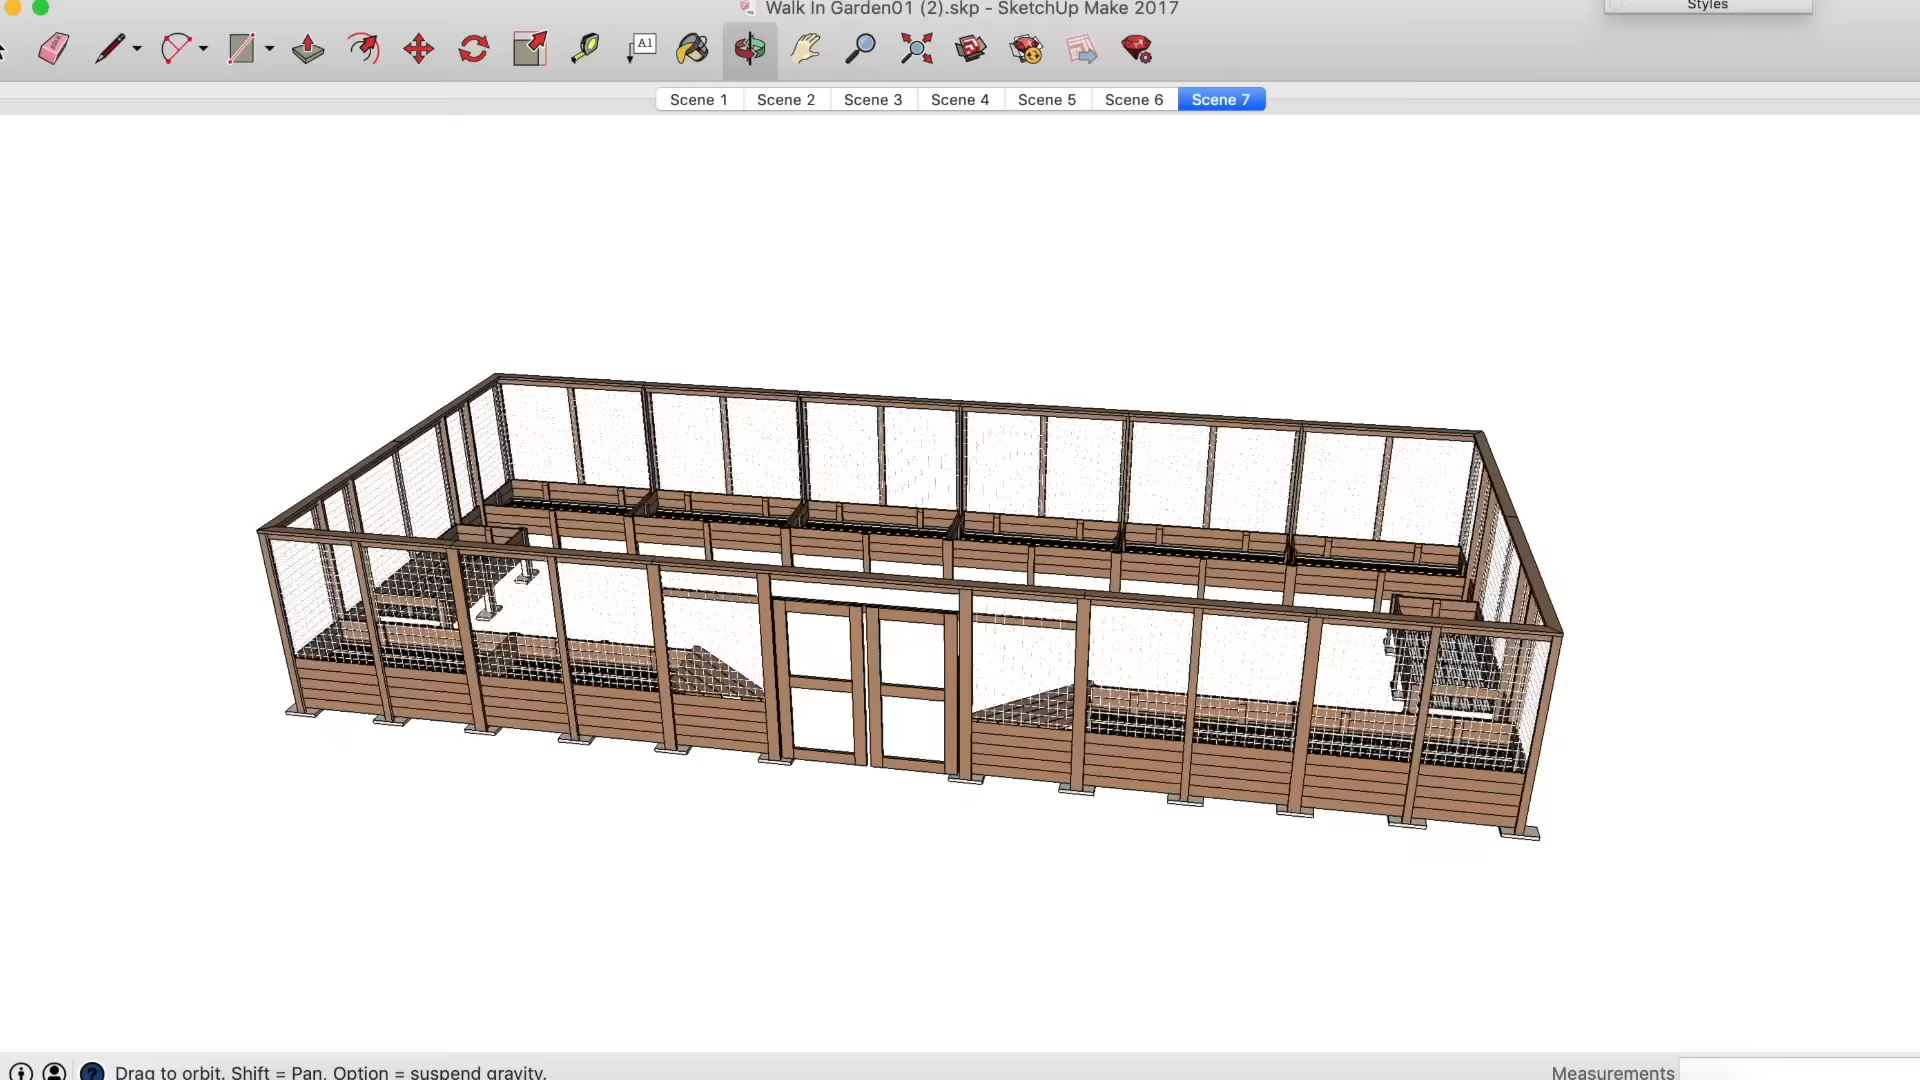 Walk In Garden01 (2).skp - SketchUp Make 2017
Styles
A1
Scene 1
Scene 2
Scene 3
Scene 4
Scene 5
Scene 6
Scene 7
Drag to orbit. Shift = Pan, Option = suspend gravity.
Measurements